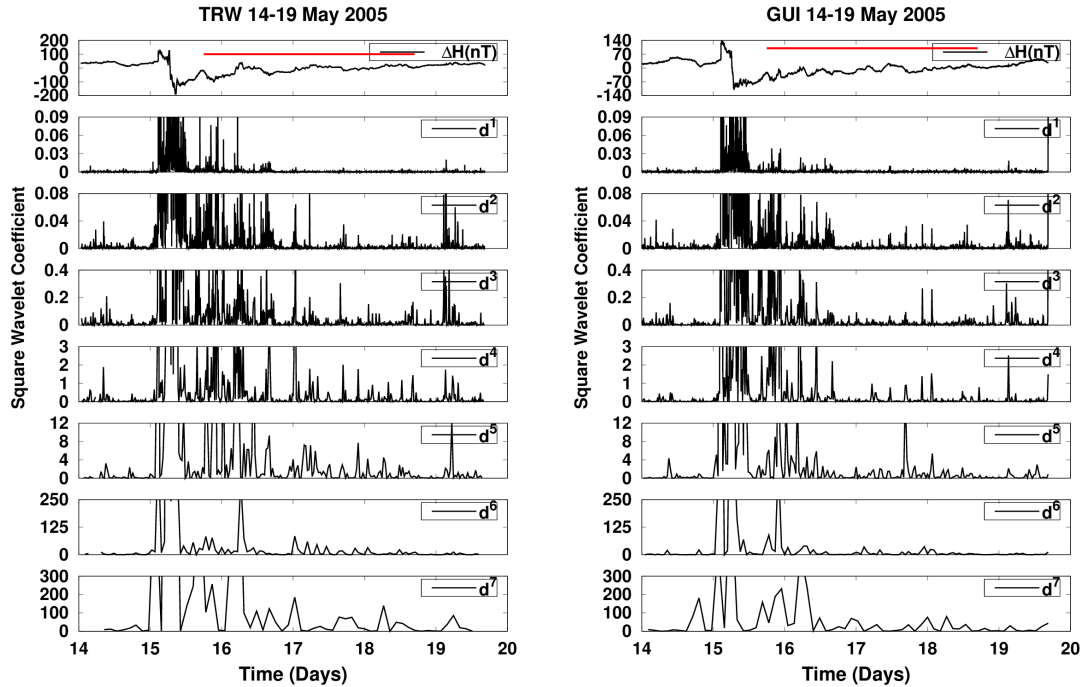 TRW 14-19 May 2005
200
100
0
-100
-200
ΔH(nT)
0.09
0.06
0.03
0
d1
0.08
0.04
0
d2
0.4
0.2
0
d3
3
2
1
0
d4
12
8
4
0
d5
250
125
0
d6
300
200
100
0
d7
14 15 16 17 18 19 20
Time (Days)
Square Wavelet Coefficient
GUI 14-19 May 2005
140
70
0
-70
-140
ΔH(nT)
0.09
0.06
0.03
0
d1
0.08
0.04
0
d2
0.4
0.2
0
d3
3
2
1
0
d4
12
8
4
0
d5
250
125
0
d6
300
200
100
0
d7
14 15 16 17 18 19 20
Time (Days)
Square Wavelet Coefficient